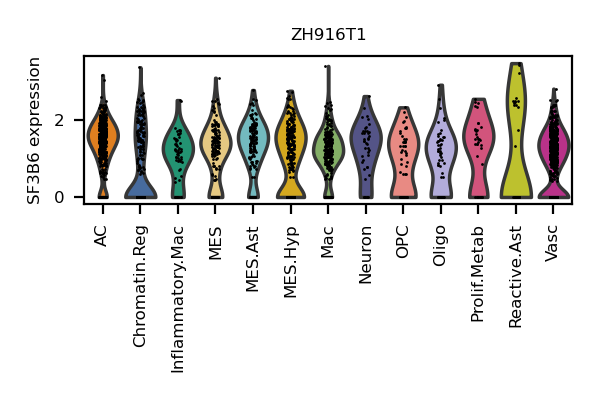 ZH916T1
SF3B6 expression
2
0
AC
Chromatin.Reg
Inflammatory.Mac
MES
MES.Ast
MES.Hyp
Mac
Neuron
OPC
Oligo
Prolif.Metab
Reactive.Ast
Vasc